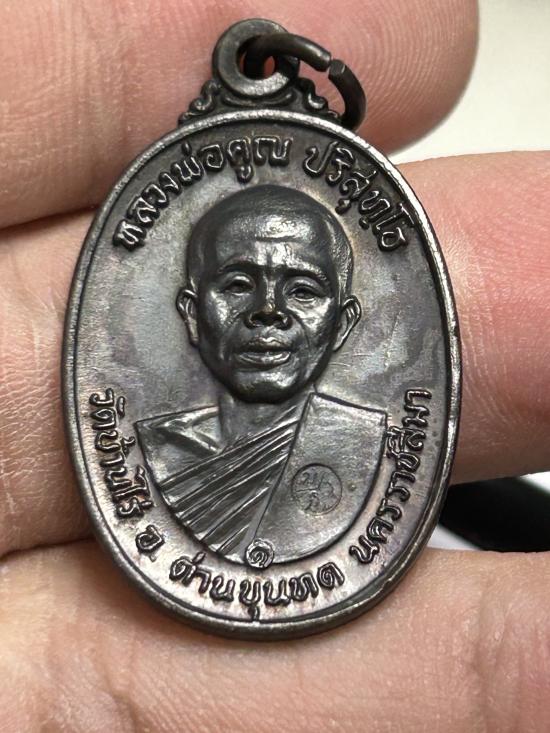 หลวงพ่อคูณ ปริสุทฺโธ
วัดบ้านไร่ อ. ด่านขุนทด นครราชสีมา
๑